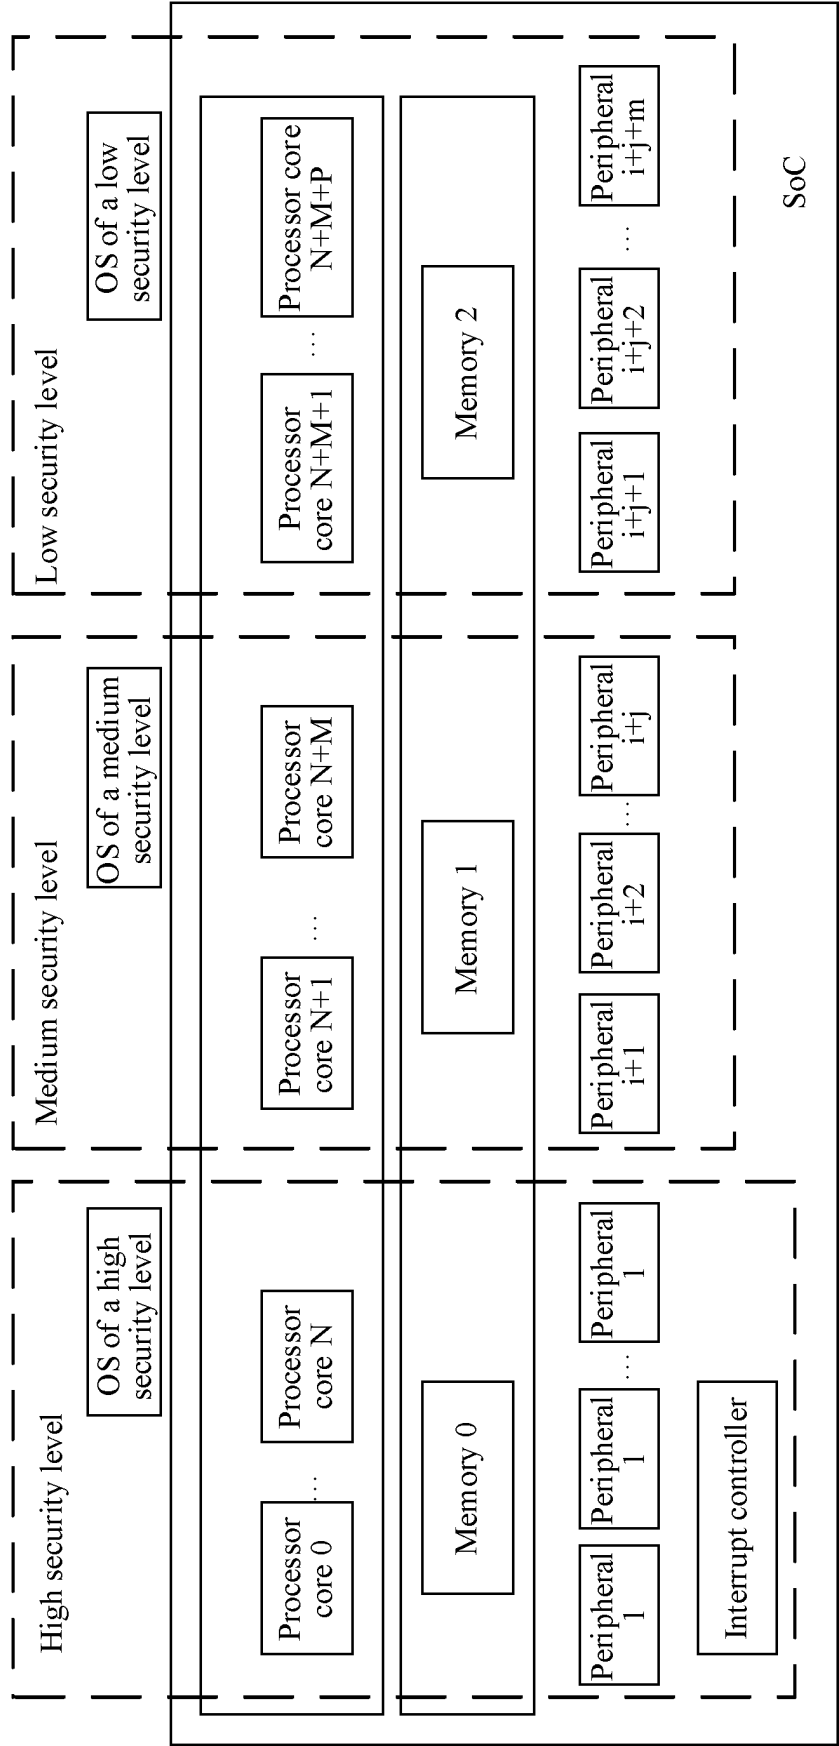 High security level
Medium security level
Low security level
OS of a high
security level
OS of a medium
security level
OS of a low
security level
Processor
core 0
...
Processor
core N
Processor
core N+1
...
Processor
core N+M
Processor
core N+M+1
...
Processor core
N+M+P
Memory 0
Memory 1
Memory 2
Peripheral
1
Peripheral
1
...
Peripheral
1
Peripheral
i+1
Peripheral
i+2
...
Peripheral
i+j
Peripheral
i+j+1
Peripheral
i+j+2
...
Peripheral
i+j+m
Interrupt controller
SoC